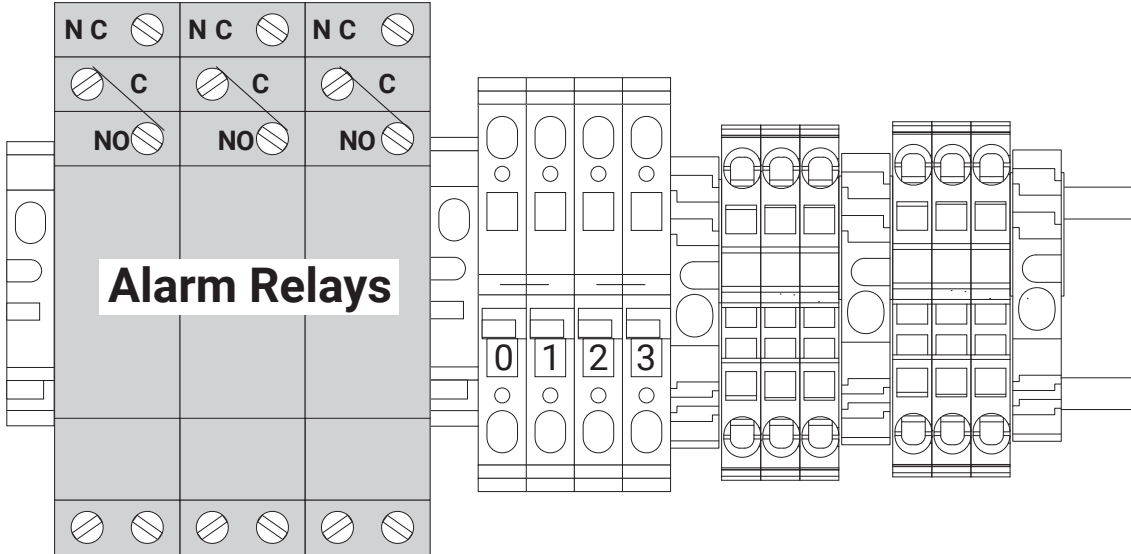 N C N C N C
C C C
NO NO NO
Alarm Relays
0 1 2 3